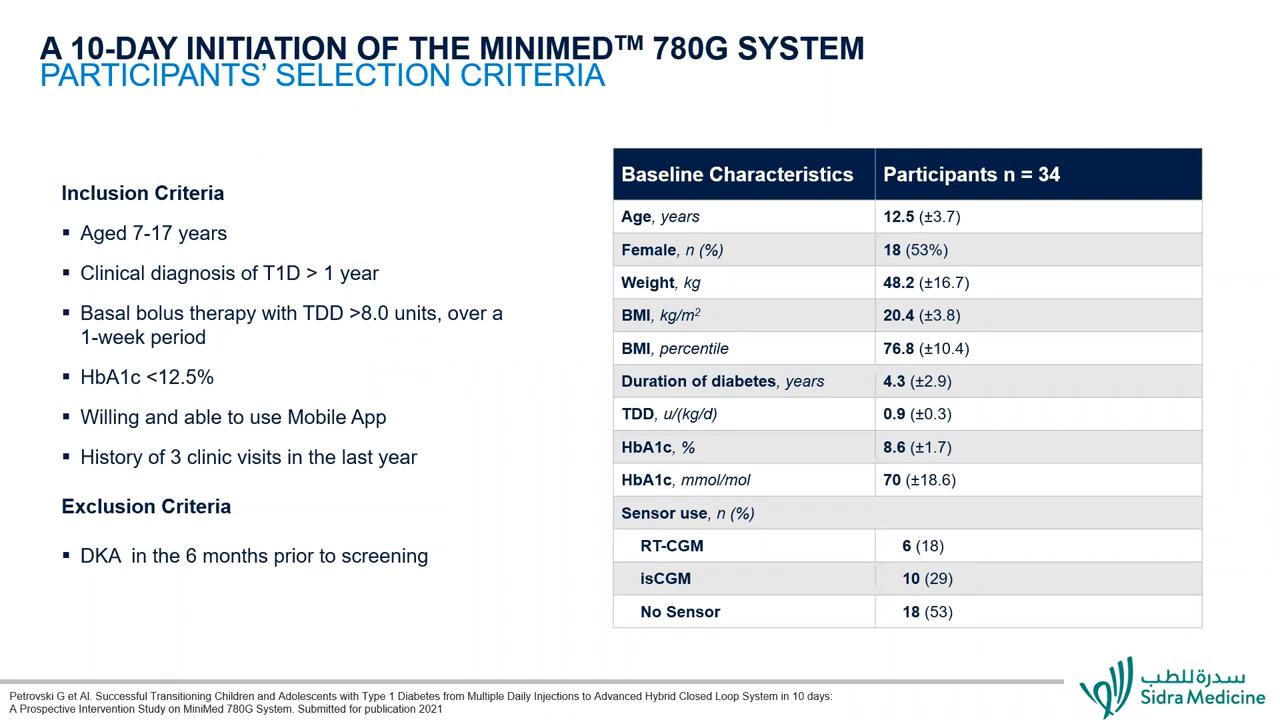 A 10-DAY INITIATION OF THE MINIMED™ 780G SYSTEM
PARTICIPANTS' SELECTION CRITERIA
Inclusion Criteria
▪ Aged 7-17 years
▪ Clinical diagnosis of T1D > 1 year
▪ Basal bolus therapy with TDD >8.0 units, over a
1-week period
▪ HbA1c <12.5%
▪ Willing and able to use Mobile App
▪ History of 3 clinic visits in the last year
Exclusion Criteria
▪ DKA in the 6 months prior to screening
Baseline Characteristics Participants n = 34
Age, years 12.5 (±3.7)
Female, n (%) 18 (53%)
Weight, kg 48.2 (±16.7)
BMI, kg/m² 20.4 (±3.8)
BMI, percentile 76.8 (±10.4)
Duration of diabetes, years 4.3 (±2.9)
TDD, u/(kg/d) 0.9 (±0.3)
HbA1c, % 8.6 (±1.7)
HbA1c, mmol/mol 70 (±18.6)
Sensor use, n (%)
RT-CGM 6 (18)
isCGM 10 (29)
No Sensor 18 (53)
Petrovski G et Al. Successful Transitioning Children and Adolescents with Type 1 Diabetes from Multiple Daily Injections to Advanced Hybrid Closed Loop System in 10 days:
A Prospective Intervention Study on MiniMed 780G System. Submitted for publication 2021
سدرة للطب
Sidra Medicine